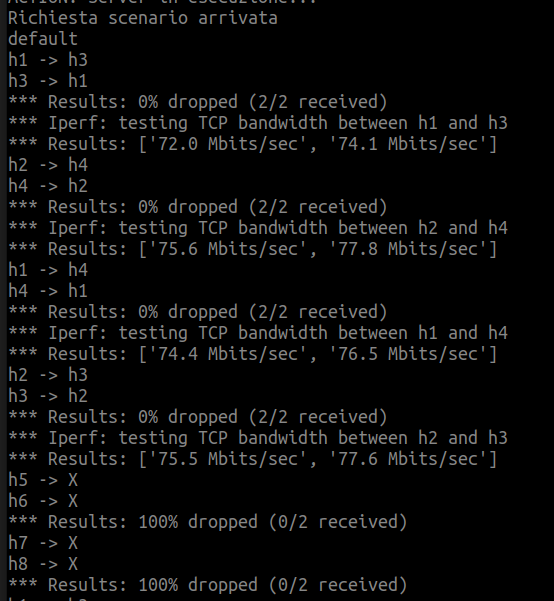 Richiesta scenario arrivata
default
h1 -> h3
h3 -> h1
*** Results: 0% dropped (2/2 received)
*** Iperf: testing TCP bandwidth between h1 and h3
*** Results: ['72.0 Mbits/sec', '74.1 Mbits/sec']
h2 -> h4
h4 -> h2
*** Results: 0% dropped (2/2 received)
*** Iperf: testing TCP bandwidth between h2 and h4
*** Results: ['75.6 Mbits/sec', '77.8 Mbits/sec']
h1 -> h4
h4 -> h1
*** Results: 0% dropped (2/2 received)
*** Iperf: testing TCP bandwidth between h1 and h4
*** Results: ['74.4 Mbits/sec', '76.5 Mbits/sec']
h2 -> h3
h3 -> h2
*** Results: 0% dropped (2/2 received)
*** Iperf: testing TCP bandwidth between h2 and h3
*** Results: ['75.5 Mbits/sec', '77.6 Mbits/sec']
h5 -> X
h6 -> X
*** Results: 100% dropped (0/2 received)
h7 -> X
h8 -> X
*** Results: 100% dropped (0/2 received)